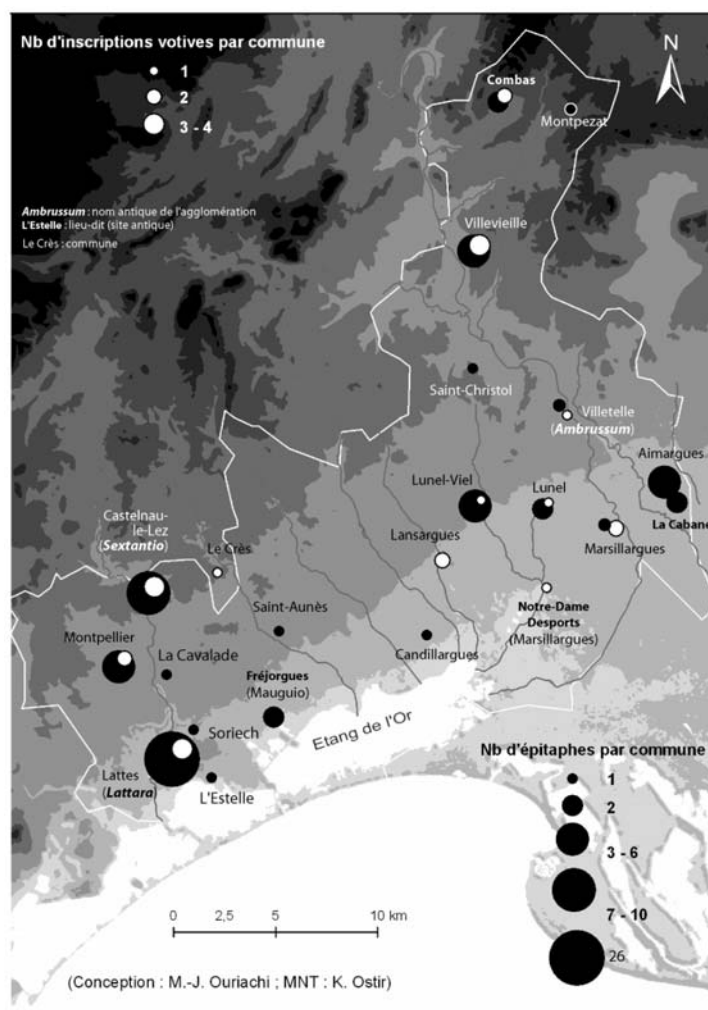 Nb d'inscriptions votives par commune
1
2
3 - 4
N
Combas
Montpezat
Ambrussum : nom antique de l'agglomération
L'Estelle : lieu-dit (site antique)
Le Crès : commune
Villevieille
Saint-Christol
Villetelle
(Ambrussum)
Aimargues
Lunel-Viel
Lunel
La Cabane
Castelnau-
le-Lez
(Sextantio)
Le Crès
Lansargues
Marsillargues
Saint-Aunès
Notre-Dame
Desports
(Marsillargues)
Montpellier
La Cavalade
Candillargues
Fréjorgues
(Mauguio)
Soriech
Etang de l'Or
Lattes
(Lattara)
L'Estelle
Nb d'épitaphes par commune
1
2
3 - 6
7 - 10
26
0 2,5 10 km
(Conception : M.-J. Ouriachi ; MNT : K. Ostir)